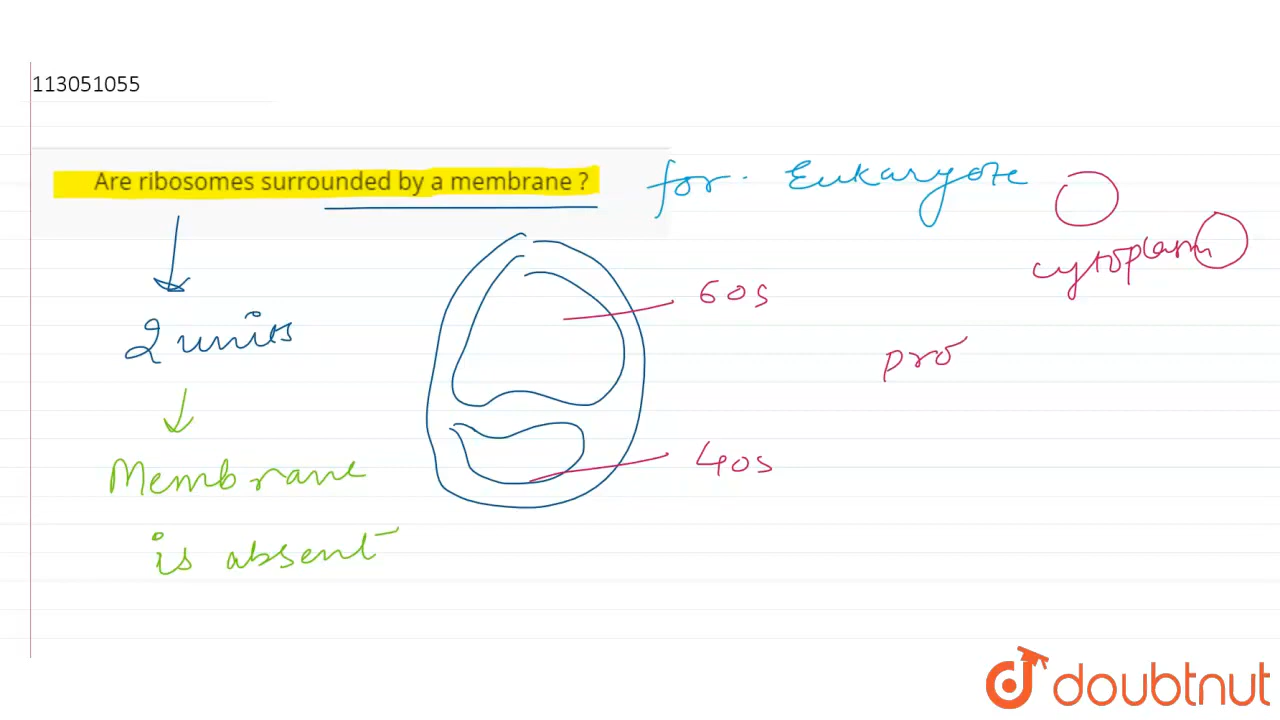 113051055
Are ribosomes surrounded by a membrane ?
for. Eukaryote
cytoplasm
2 units
60s
pro
Membrane
40s
is absent
doubtnut